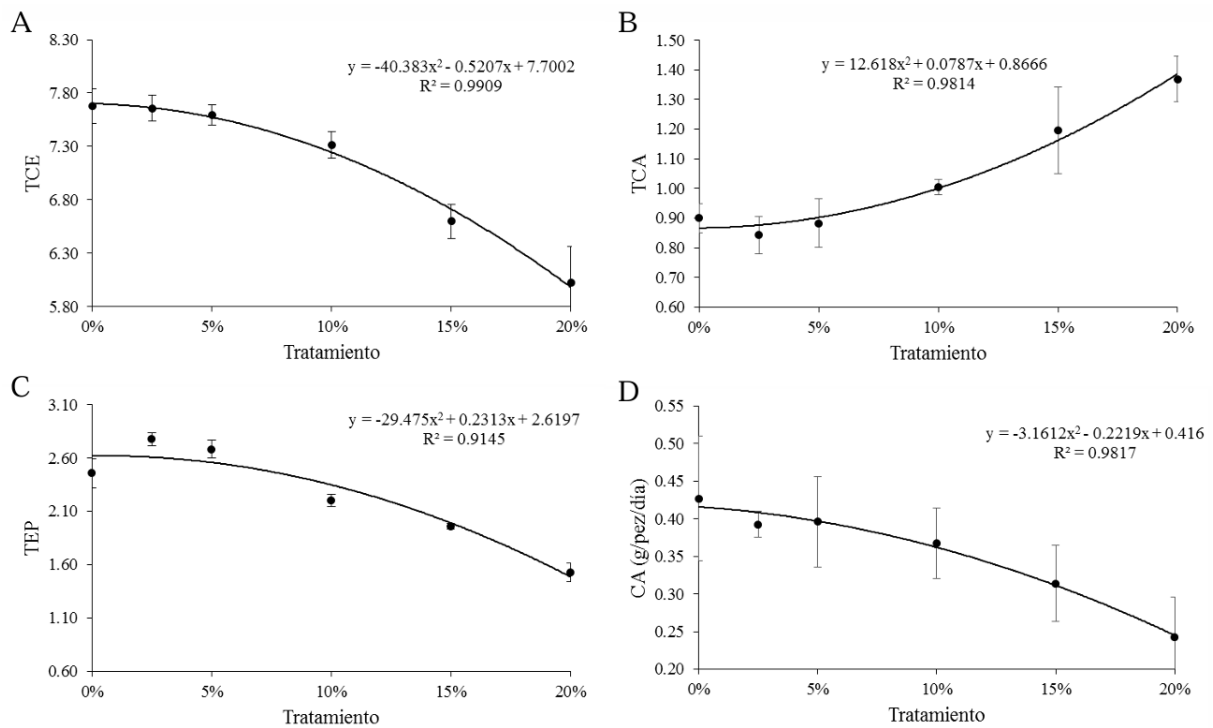 A
y = -40.383x² - 0.5207x + 7.7002
R² = 0.9909
8.30
7.80
7.30
6.80
6.30
5.80
TCE
0% 5% 10% 15% 20%
Tratamiento
B
y = 12.618x² + 0.0787x + 0.8666
R² = 0.9814
1.50
1.40
1.30
1.20
1.10
1.00
0.90
0.80
0.70
0.60
TCA
0% 5% 10% 15% 20%
Tratamiento
C
y = -29.475x² + 0.2313x + 2.6197
R² = 0.9145
3.10
2.60
2.10
1.60
1.10
0.60
TEP
0% 5% 10% 15% 20%
Tratamiento
D
y = -3.1612x² - 0.2219x + 0.416
R² = 0.9817
0.55
0.50
0.45
0.40
0.35
0.30
0.25
0.20
CA (g/pez/día)
0% 5% 10% 15% 20%
Tratamiento